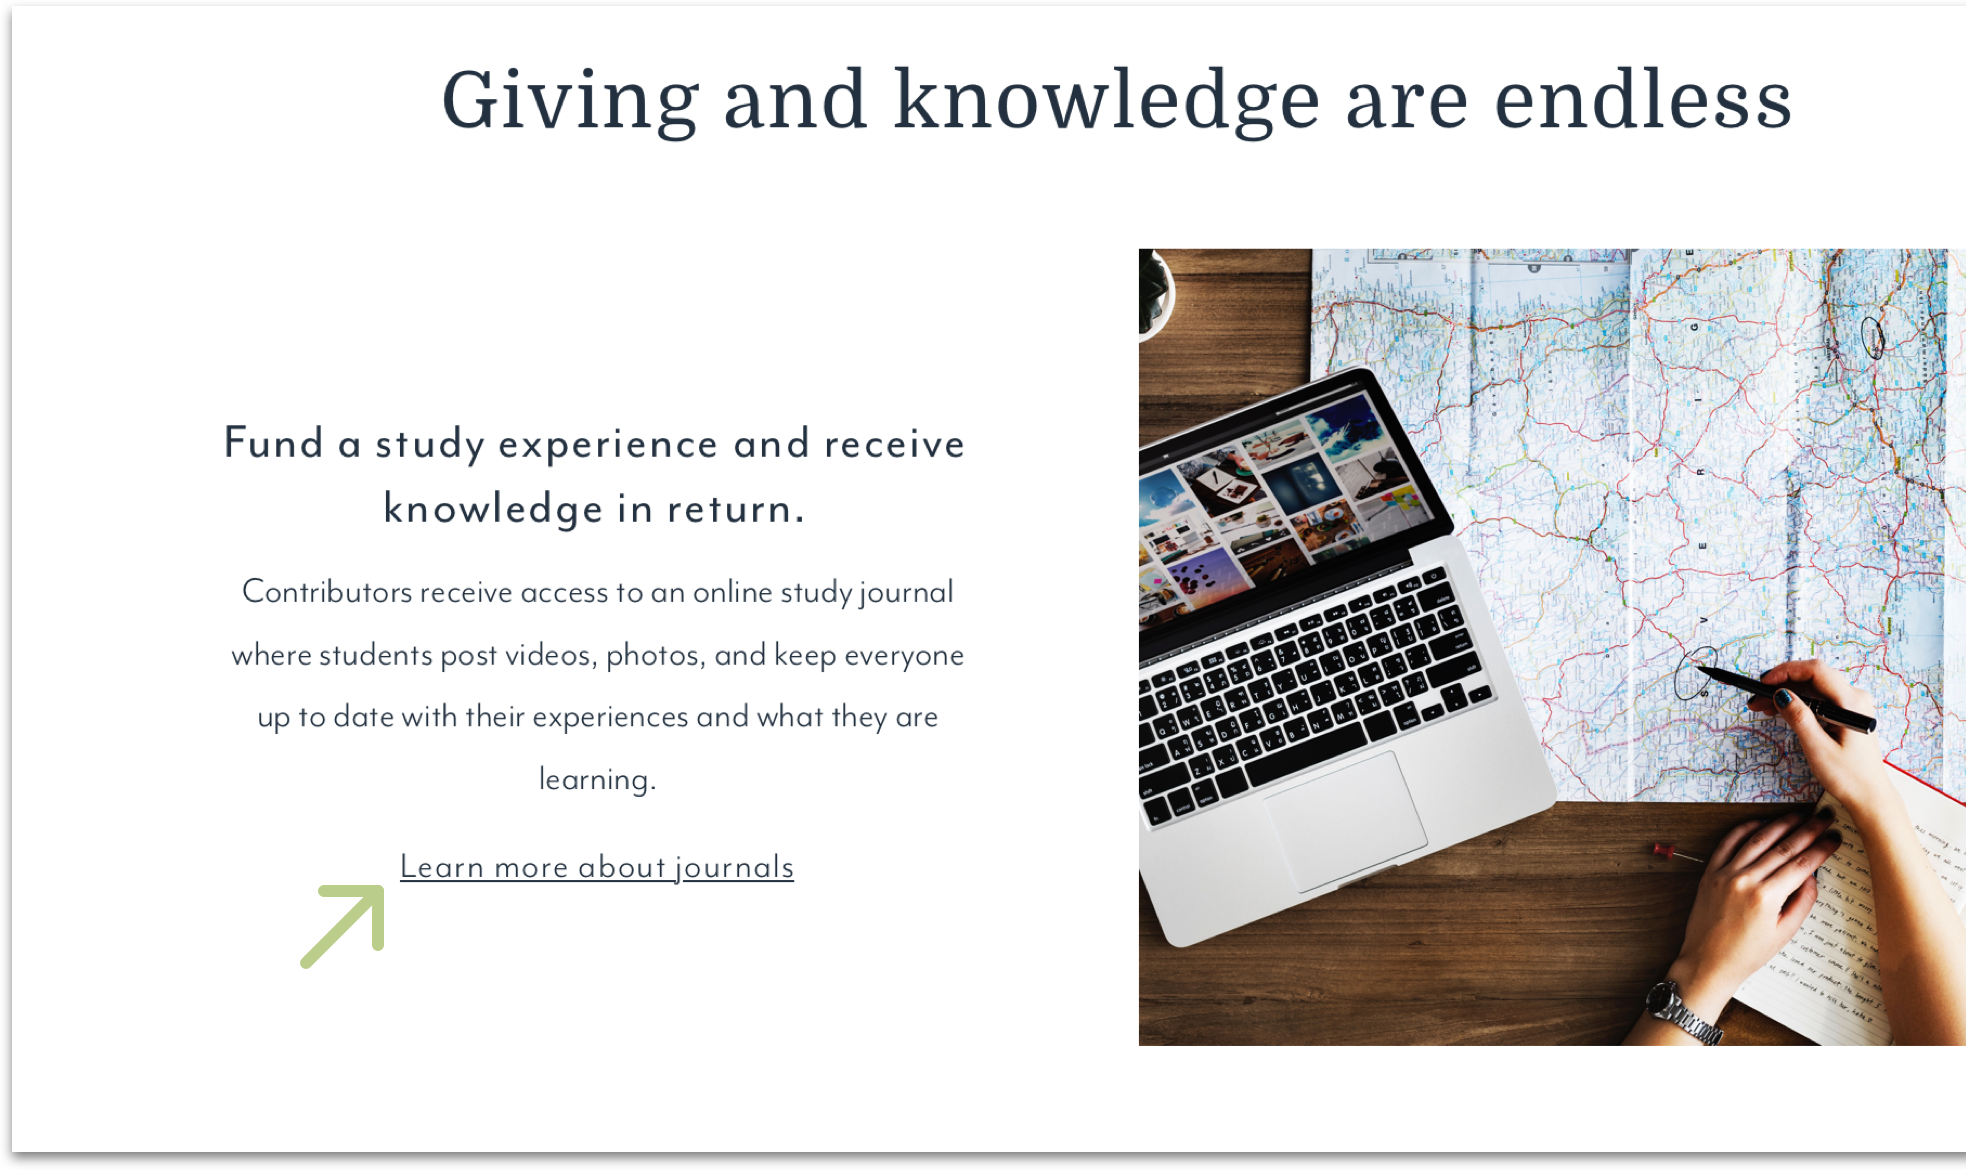 Giving and knowledge are endless
Fund a study experience and receive
knowledge in return.
Contributors receive access to an online study journal
where students post videos, photos, and keep everyone
up to date with their experiences and what they are
learning.
Learn more about journals